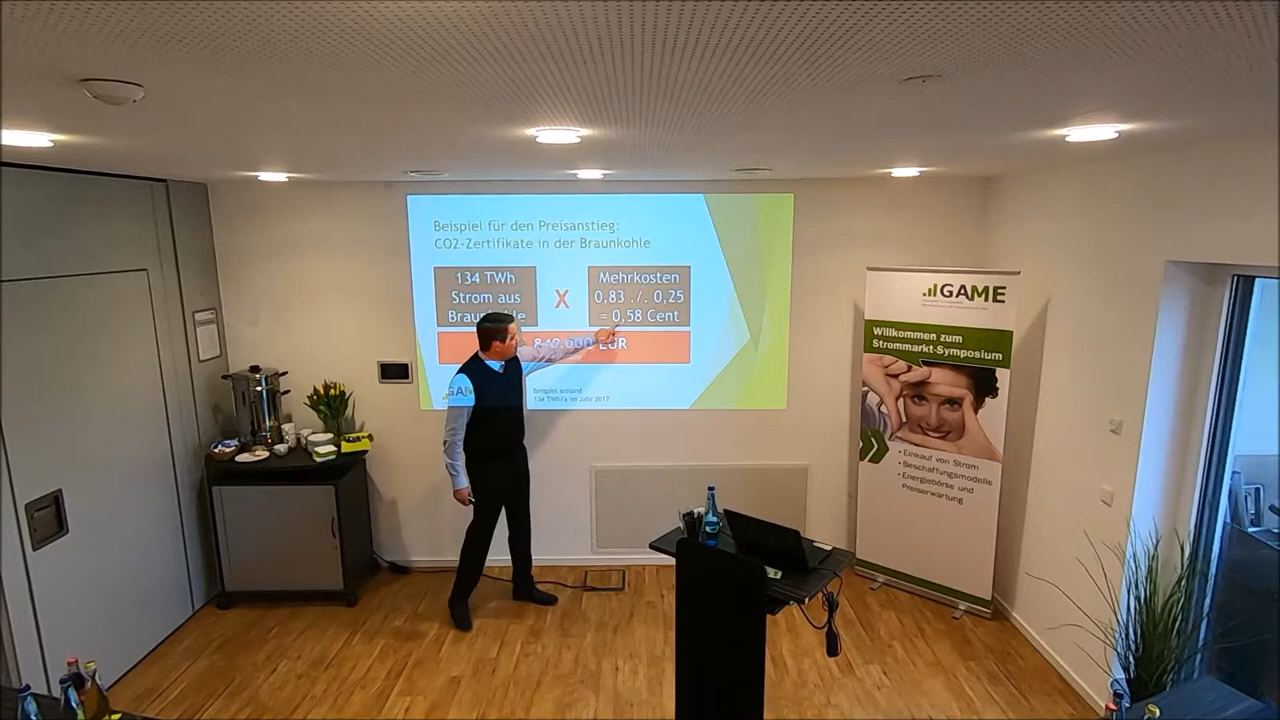 Beispiel für den Preisanstieg:
CO2-Zertifikate in der Braunkohle
134 TWh
Strom aus
X
Mehrkosten
0,83 ./. 0,25
= 0,58 Cent
EUR
Beispiel anhand
134 TWh/a im Jahr 2017
GAME
Willkommen zum
Strommarkt-Symposium
• Einkauf von Strom
• Beschaffungsmodelle
• Energiebörse und
Preiserwartung